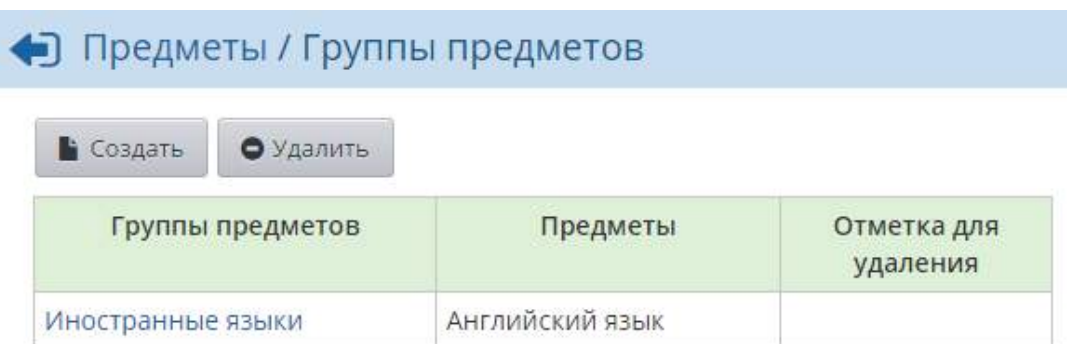 Предметы / Группы предметов
Создать Удалить
Группы предметов Предметы Отметка для
удаления
Иностранные языки Английский язык